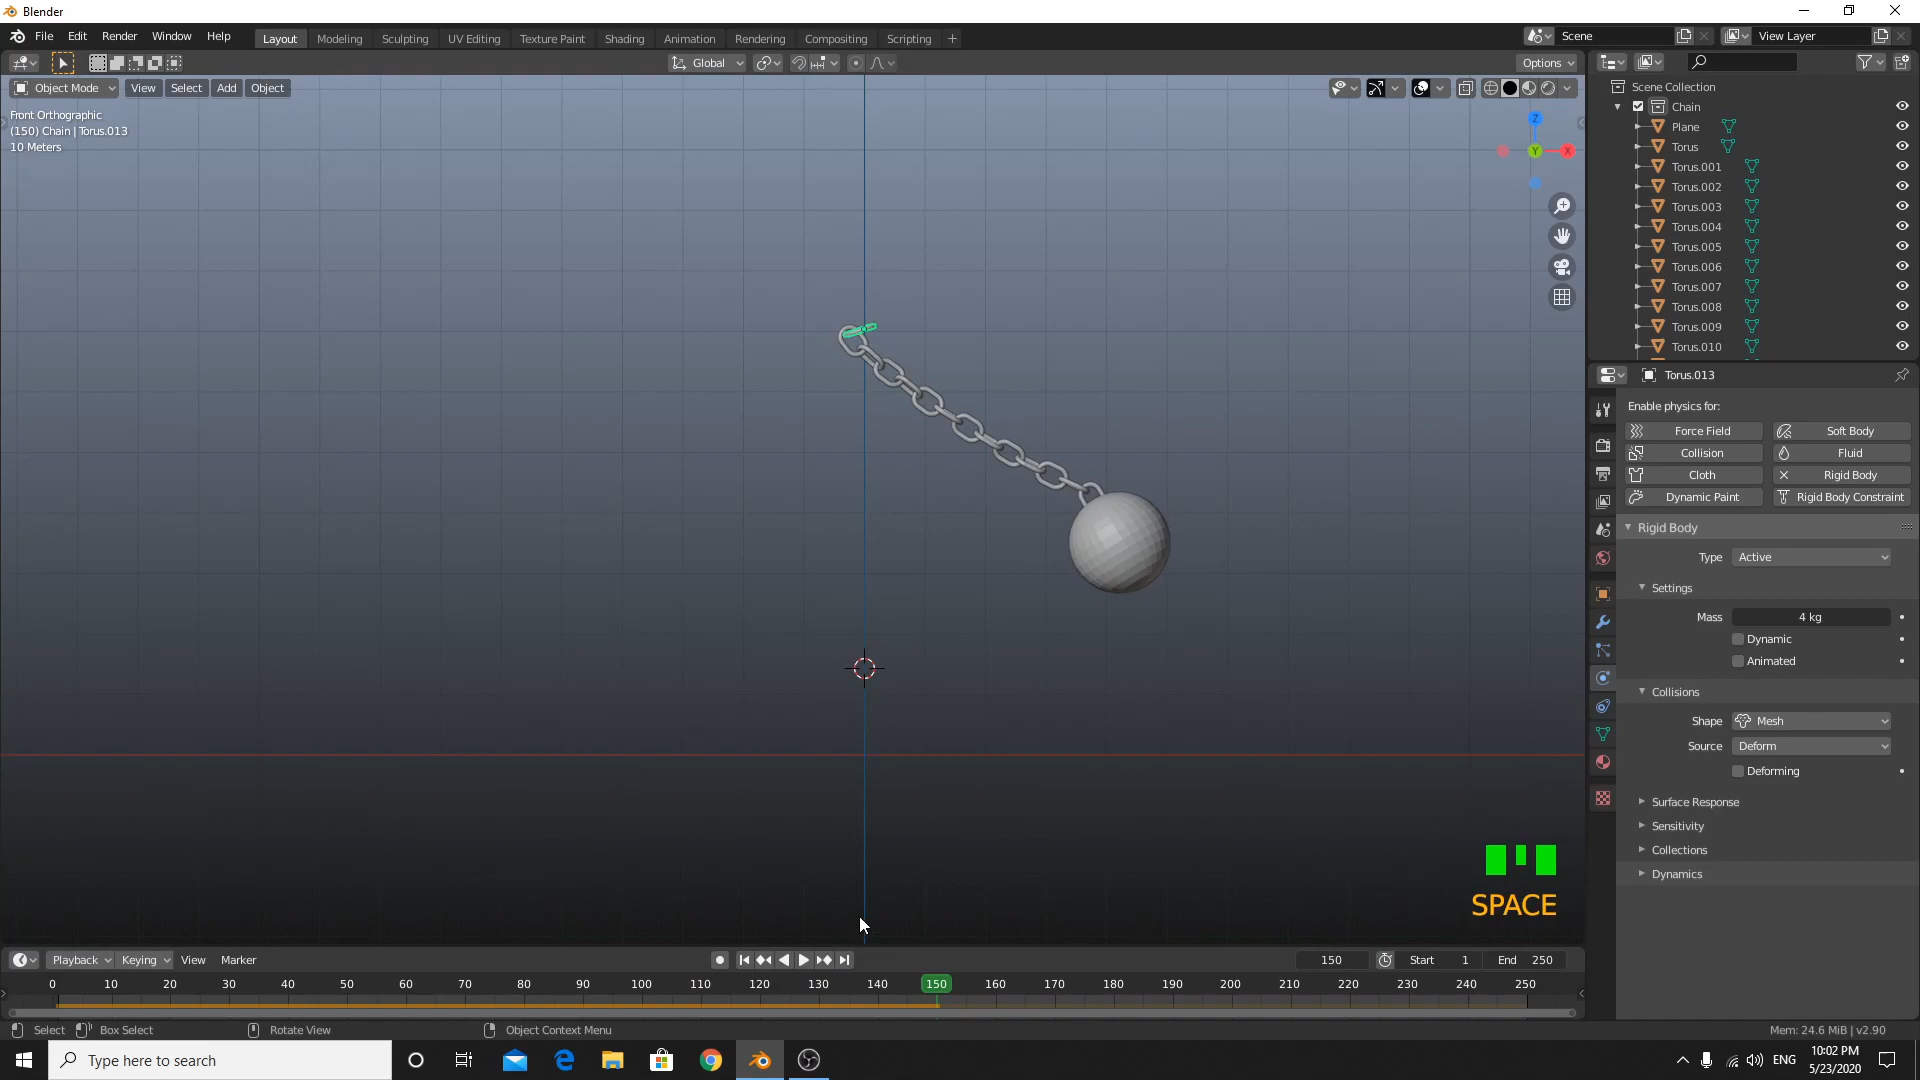 Blender
File Edit Render Window Help Layout Modeling Sculpting UV Editing Texture Paint Shading Animation Rendering Compositing Scripting + Scene View Layer
Global Options
Object Mode View Select Add Object
Front Orthographic
(150) Chain | Torus.013
10 Meters
Z
Y
X
Scene Collection
Chain
Plane
Torus
Torus.001
Torus.002
Torus.003
Torus.004
Torus.005
Torus.006
Torus.007
Torus.008
Torus.009
Torus.010
Torus.013
Enable physics for:
Force Field Soft Body
Collision Fluid
Cloth Rigid Body
Dynamic Paint Rigid Body Constraint
Rigid Body
Type Active
Settings
Mass 4 kg
Dynamic
Animated
Collisions
Shape Mesh
Source Deform
Deforming
Surface Response
Sensitivity
Collections
Dynamics
SPACE
Playback Keying View Marker 150 Start 1 End 250
0 10 20 30 40 50 60 70 80 90 100 110 120 130 140 150 160 170 180 190 200 210 220 230 240 250
Select Box Select Rotate View Object Context Menu Mem: 24.6 MiB | v2.90
Type here to search ENG 10:02 PM
5/23/2020